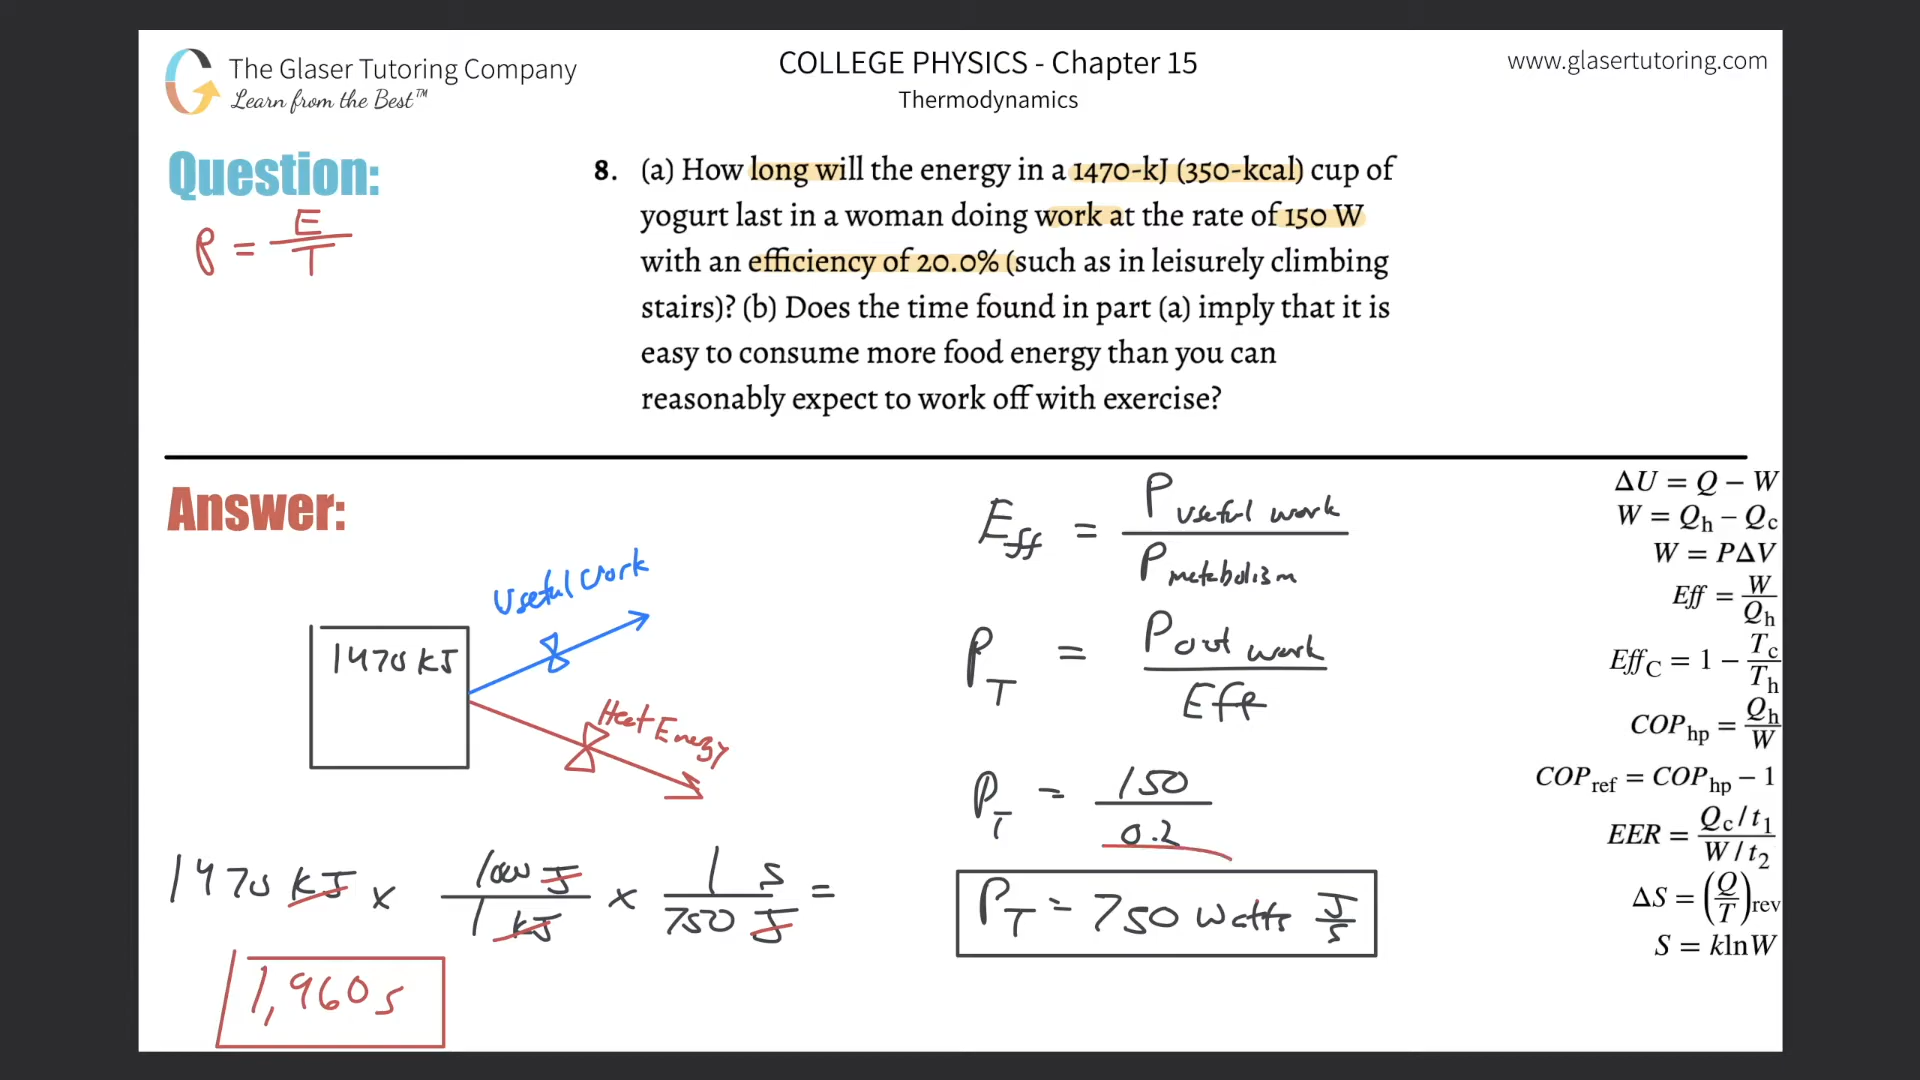 The Glaser Tutoring Company
Learn from the Best™
COLLEGE PHYSICS - Chapter 15
Thermodynamics
www.glasertutoring.com
Question:
P = E / T
8. (a) How long will the energy in a 1470-kJ (350-kcal) cup of
yogurt last in a woman doing work at the rate of 150 W
with an efficiency of 20.0% (such as in leisurely climbing
stairs)? (b) Does the time found in part (a) imply that it is
easy to consume more food energy than you can
reasonably expect to work off with exercise?
Answer:
Useful Work
1470 kJ
Heat Energy
1470 kJ x 1000 J / 1 kJ x 1 s / 750 J =
1,960 s
Eff = P useful work / P metabolism
P_T = P out work / Eff
P_T = 150 / 0.2
P_T = 750 watts J/s
ΔU = Q − W
W = Q_h − Q_c
W = PΔV
Eff = W / Q_h
Eff_C = 1 − T_c / T_h
COP_hp = Q_h / W
COP_ref = COP_hp − 1
EER = (Q_c / t_1) / (W / t_2)
ΔS = (Q / T)_rev
S = klnW